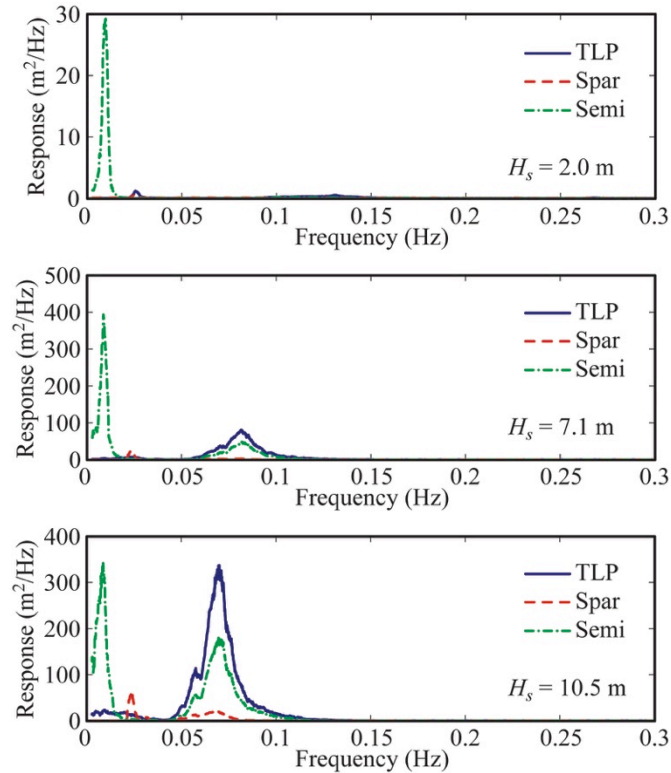 Response (m²/Hz)
30
20
10
0
TLP
Spar
Semi
Hs = 2.0 m
0 0.05 0.1 0.15 0.2 0.25 0.3
Frequency (Hz)
Response (m²/Hz)
500
400
300
200
100
0
TLP
Spar
Semi
Hs = 7.1 m
0 0.05 0.1 0.15 0.2 0.25 0.3
Frequency (Hz)
Response (m²/Hz)
400
300
200
100
0
TLP
Spar
Semi
Hs = 10.5 m
0 0.05 0.1 0.15 0.2 0.25 0.3
Frequency (Hz)